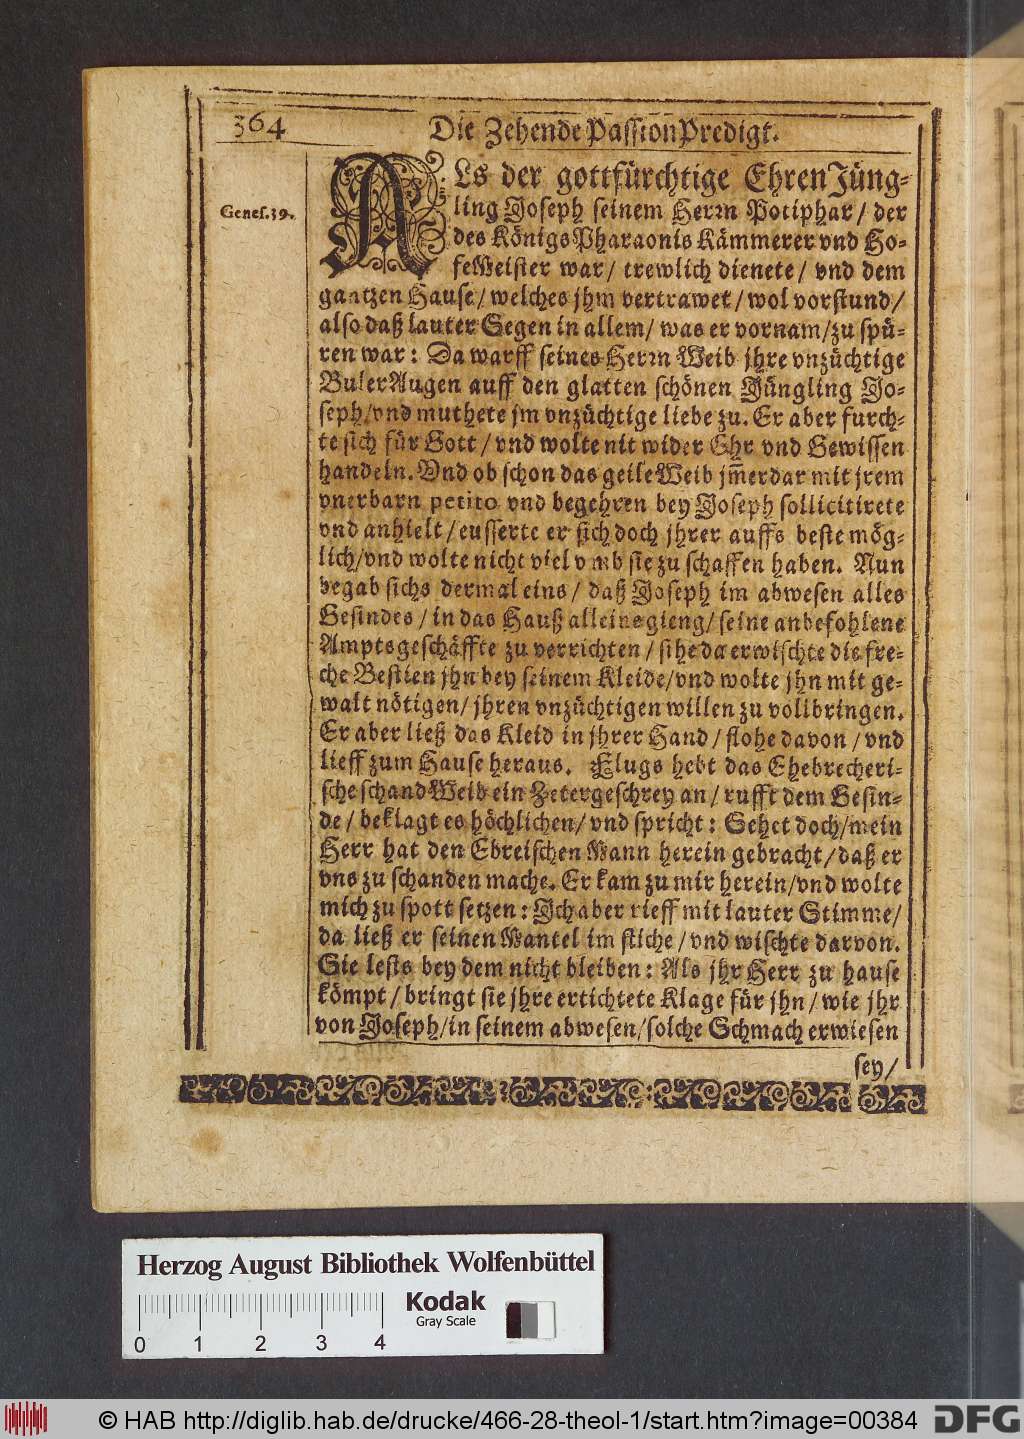 364
Die Zehende PassionPredigt.
Genes. 39.
ALs der gottfürchtige EhrenJüng-
ling Joseph seinem Herrn Potiphar / der
des KönigsPharaonis Kämmerer vnd Ho-
feMeister war / trewlich dienete / vnd dem
gantzen Hause / welches jhm vertrawet / wol vorstund /
also daß lauter Segen in allem / was er vornam / zu spü-
ren war: Da warff seines Herrn Weib jhre vnzüchtige
BulerAugen auff den glatten schönen Jüngling Jo-
seph / vnd muthete jm vnzüchtige liebe zu. Er aber furch-
te sich für Gott / vnd wolte nit wider Ehr vnd Gewissen
handeln. Vnd ob schon das geile Weib jm̃erdar mit jrem
vnerbarn petito vnd begehren bey Joseph sollicitirete
vnd anhielt / eusserte er sich doch jhrer auffs beste mög-
lich / vnd wolte nicht viel vmb sie zu schaffen haben. Nun
begab sichs dermal eins / daß Joseph im abwesen alles
Gesindes / in das Hauß alleine gieng / seine anbefohlene
Amptsgeschäffte zu verrichten / sihe da erwischte die fre-
che Bestien jhn bey seinem Kleide / vnd wolte jhn mit ge-
walt nötigen / jhren vnzüchtigen willen zu vollbringen.
Er aber ließ das Kleid in jhrer Hand / flohe davon / vnd
lieff zum Hause heraus. Flugs hebt das Ehebrecheri-
sche schandWeib ein Zetergeschrey an / rufft dem Gesin-
de / beklagt es höchlichen / vnd spricht: Sehet doch / mein
Herr hat den Ebreischen Mann herein gebracht / daß er
vns zu schanden mache. Er kam zu mir herein / vnd wolte
mich zu spott setzen: Ich aber rieff mit lauter Stimme /
da ließ er seinen Mantel im stiche / vnd wischte darvon.
Sie lests bey dem nicht bleiben: Als jhr Herr zu hause
kömpt / bringt sie jhre ertichtete Klage für jhn / wie jhr
von Joseph / in seinem abwesen / solche Schmach erwiesen
sey /
Herzog August Bibliothek Wolfenbüttel
Kodak
Gray Scale
0 1 2 3 4
© HAB http://diglib.hab.de/drucke/466-28-theol-1/start.htm?image=00384
DFG